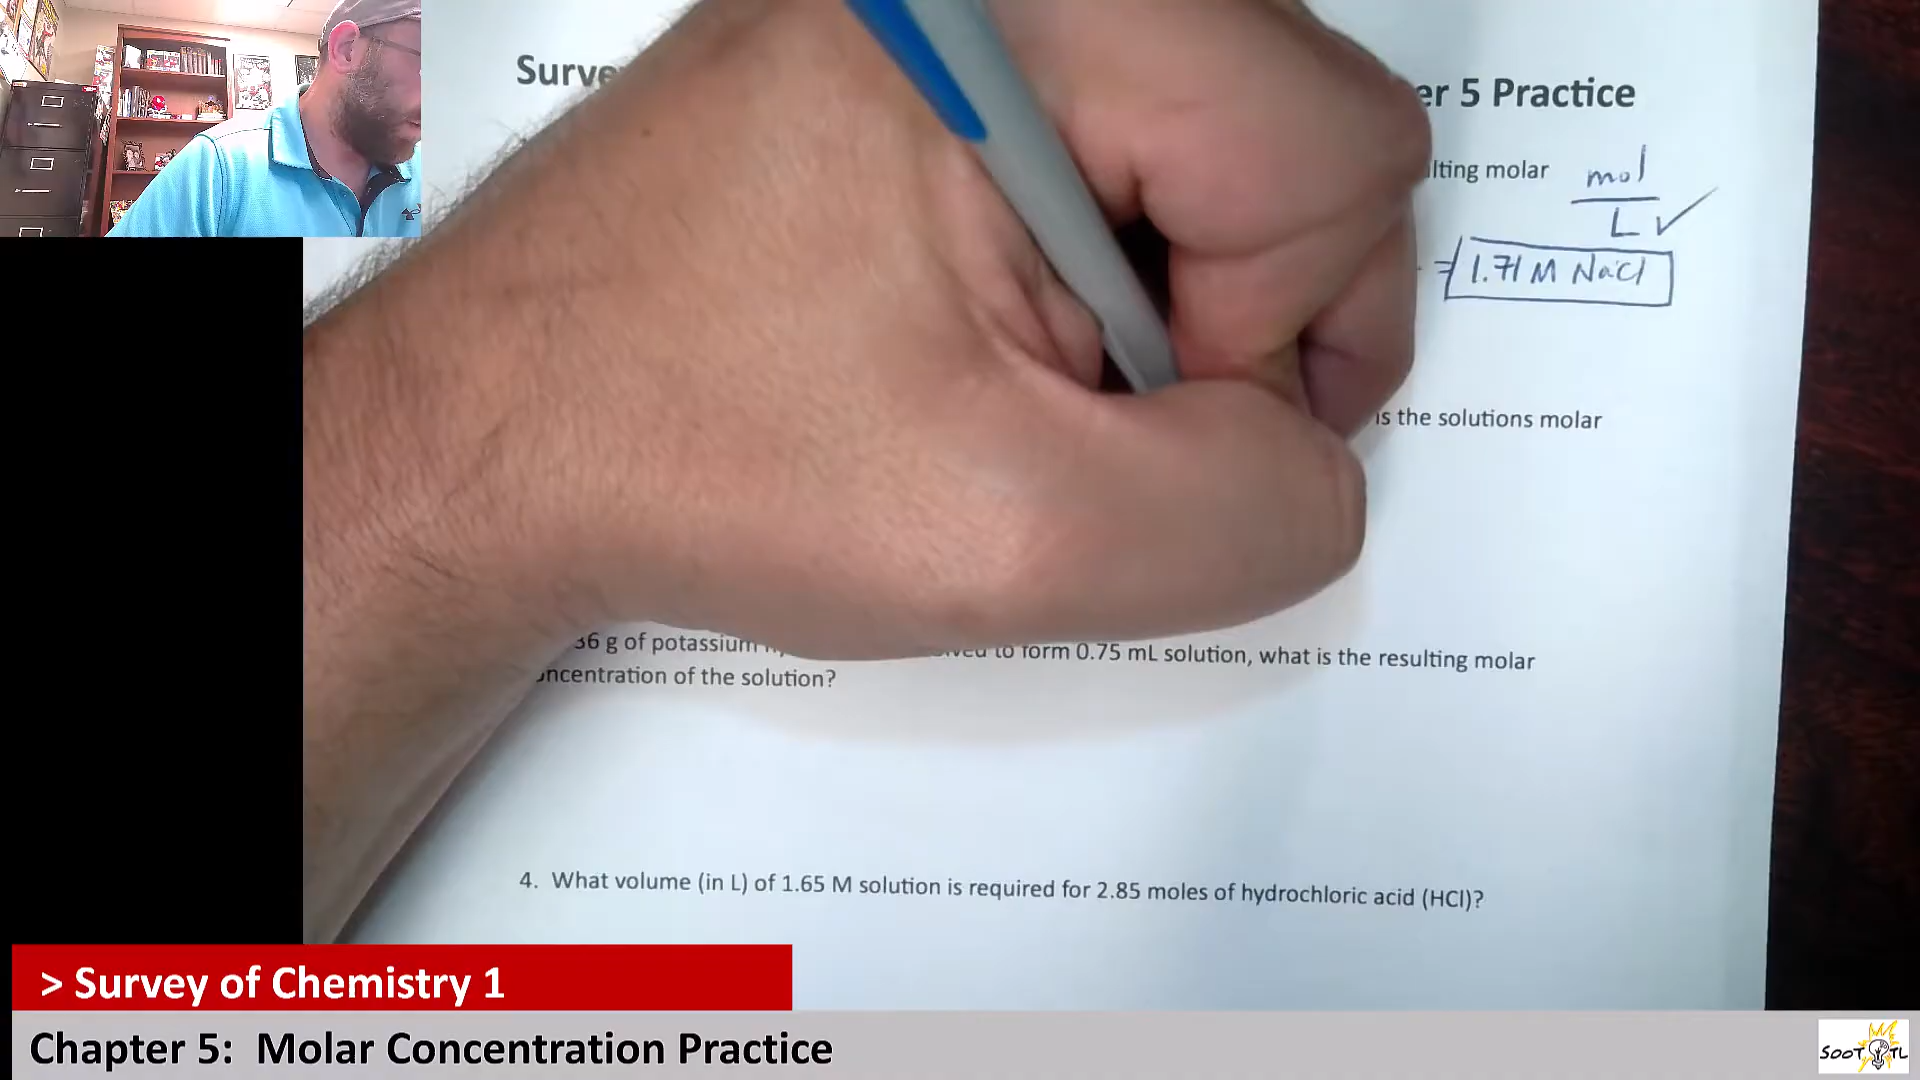 Surve
er 5 Practice
lting molar
mol
L ✓
= 1.71 M NaCl
is the solutions molar
36 g of potassium
to form 0.75 mL solution, what is the resulting molar
ncentration of the solution?
4. What volume (in L) of 1.65 M solution is required for 2.85 moles of hydrochloric acid (HCl)?
> Survey of Chemistry 1
Chapter 5: Molar Concentration Practice
SOOTTL